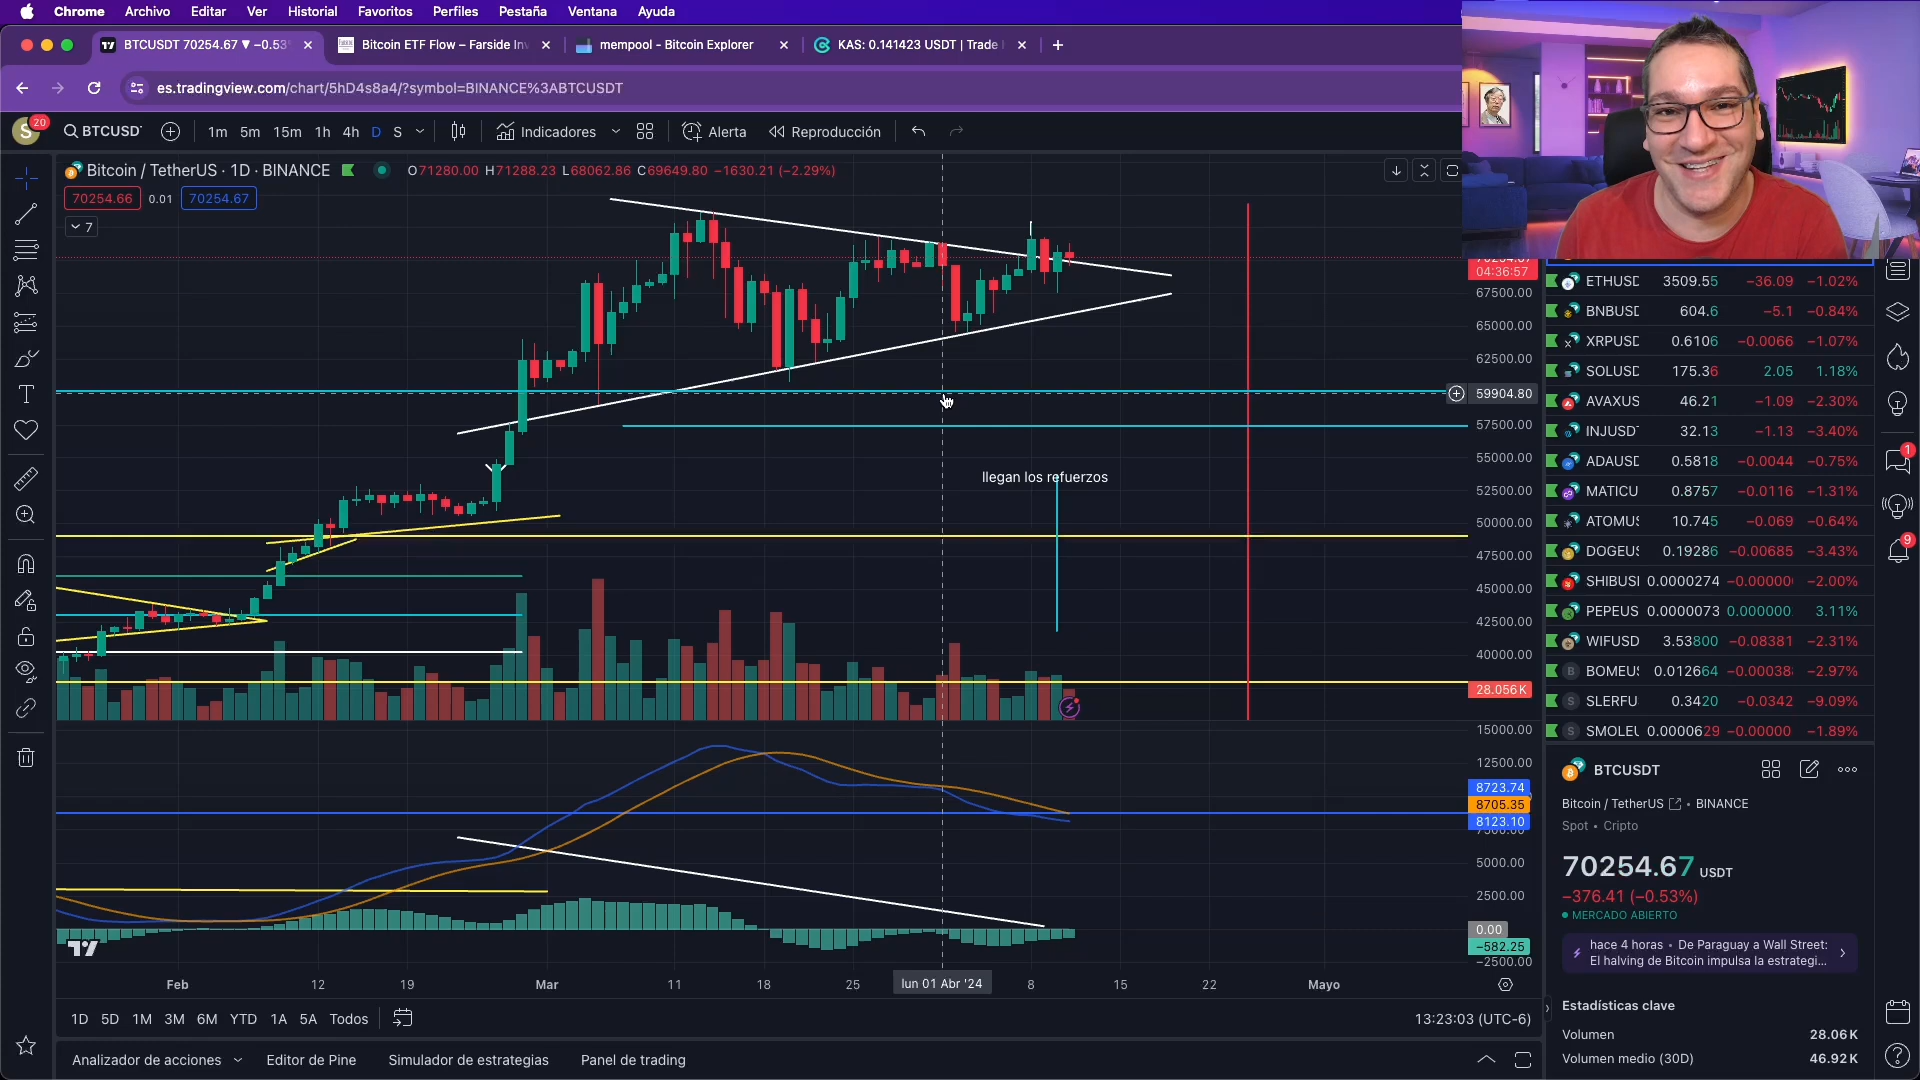 Chrome Archivo Editar Ver Historial Favoritos Perfiles Pestaña Ventana Ayuda
BTCUSDT 70254.67 ▼ −0.53
Bitcoin ETF Flow – Farside
mempool - Bitcoin Explorer
KAS: 0.141423 USDT | Trade
es.tradingview.com/chart/5hD4s8a4/?symbol=BINANCE%3ABTCUSDT
S 20 BTCUSD 1m 5m 15m 1h 4h D S Indicadores Alerta Reproducción
Bitcoin / TetherUS · 1D · BINANCE O71280.00 H71288.23 L68062.86 C69649.80 −1630.21 (−2.29%)
70254.66 0.01 70254.67
7
04:36:57
67500.00
65000.00
62500.00
59904.80
57500.00
55000.00
52500.00
50000.00
47500.00
45000.00
42500.00
40000.00
28.056K
llegan los refuerzos
15000.00
12500.00
8723.74
8705.35
8123.10
5000.00
2500.00
0.00
−582.25
−2500.00
Feb 12 19 Mar 11 18 25 lun 01 Abr '24 8 15 22 Mayo
1D 5D 1M 3M 6M YTD 1A 5A Todos 13:23:03 (UTC-6)
Analizador de acciones Editor de Pine Simulador de estrategias Panel de trading
ETHUSD 3509.55 −36.09 −1.02%
BNBUSD 604.6 −5.1 −0.84%
XRPUSD 0.6106 −0.0066 −1.07%
SOLUSD 175.36 2.05 1.18%
AVAXUS 46.21 −1.09 −2.30%
INJUSD 32.13 −1.13 −3.40%
ADAUSD 0.5818 −0.0044 −0.75%
MATICU 0.8757 −0.0116 −1.31%
ATOMUS 10.745 −0.069 −0.64%
DOGEUS 0.19286 −0.00685 −3.43%
SHIBUSI 0.0000274 −0.00000 −2.00%
PEPEUS 0.0000073 0.000000 3.11%
WIFUSD 3.53800 −0.08381 −2.31%
BOMEUS 0.012664 −0.00038 −2.97%
SLERFU 0.3420 −0.0342 −9.09%
SMOLEU 0.0000629 −0.00000 −1.89%
1
9
BTCUSDT
Bitcoin / TetherUS • BINANCE
Spot • Cripto
70254.67 USDT
−376.41 (−0.53%)
MERCADO ABIERTO
hace 4 horas • De Paraguay a Wall Street:
El halving de Bitcoin impulsa la estrategi...
Estadísticas clave
Volumen 28.06K
Volumen medio (30D) 46.92K